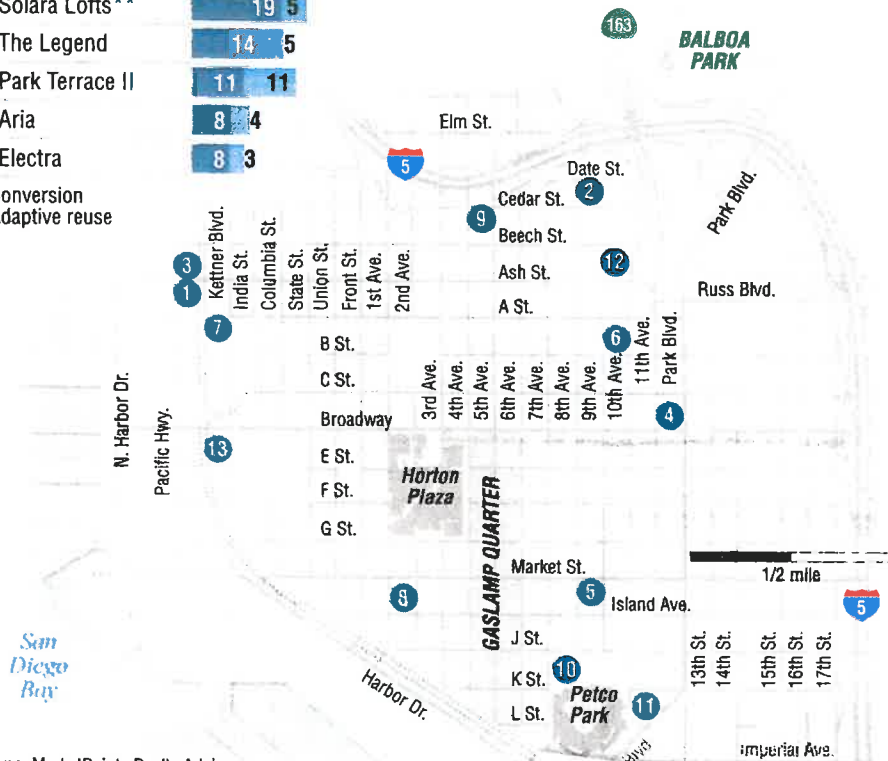 Solara Lofts**
19 5
The Legend
14 5
Park Terrace II
11 11
Aria
8 4
Electra
8 3
onversion
daptive reuse
163
BALBOA
PARK
Elm St.
5
Date St.
2
Cedar St.
9
Beech St.
Park Blvd.
12
Ash St.
3
1
Kettner Blvd.
India St.
Columbia St.
State St.
Union St.
Front St.
1st Ave.
2nd Ave.
A St.
Russ Blvd.
7
B St.
6
C St.
3rd Ave.
4th Ave.
5th Ave.
6th Ave.
7th Ave.
8th Ave.
9th Ave.
10th Ave.
11th Ave.
Park Blvd.
4
Broadway
N. Harbor Dr.
Pacific Hwy.
13
E St.
F St.
G St.
Horton
Plaza
GASLAMP QUARTER
Market St.
1/2 mile
8
5
Island Ave.
5
J St.
San
Diego
Bay
Harbor Dr.
10
K St.
L St.
Petco
Park
11
13th St.
14th St.
15th St.
16th St.
17th St.
Blvd
Imperial Ave.